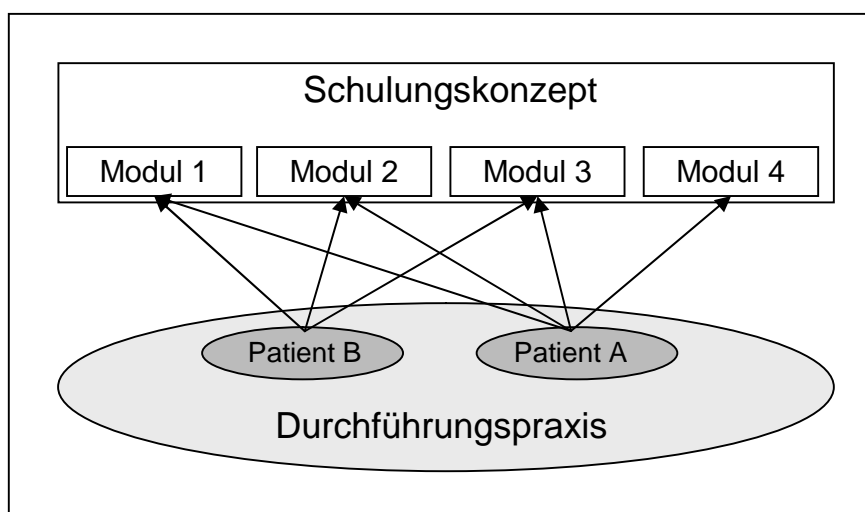 Schulungskonzept
Modul 1 Modul 2 Modul 3 Modul 4
Patient B Patient A
Durchführungspraxis